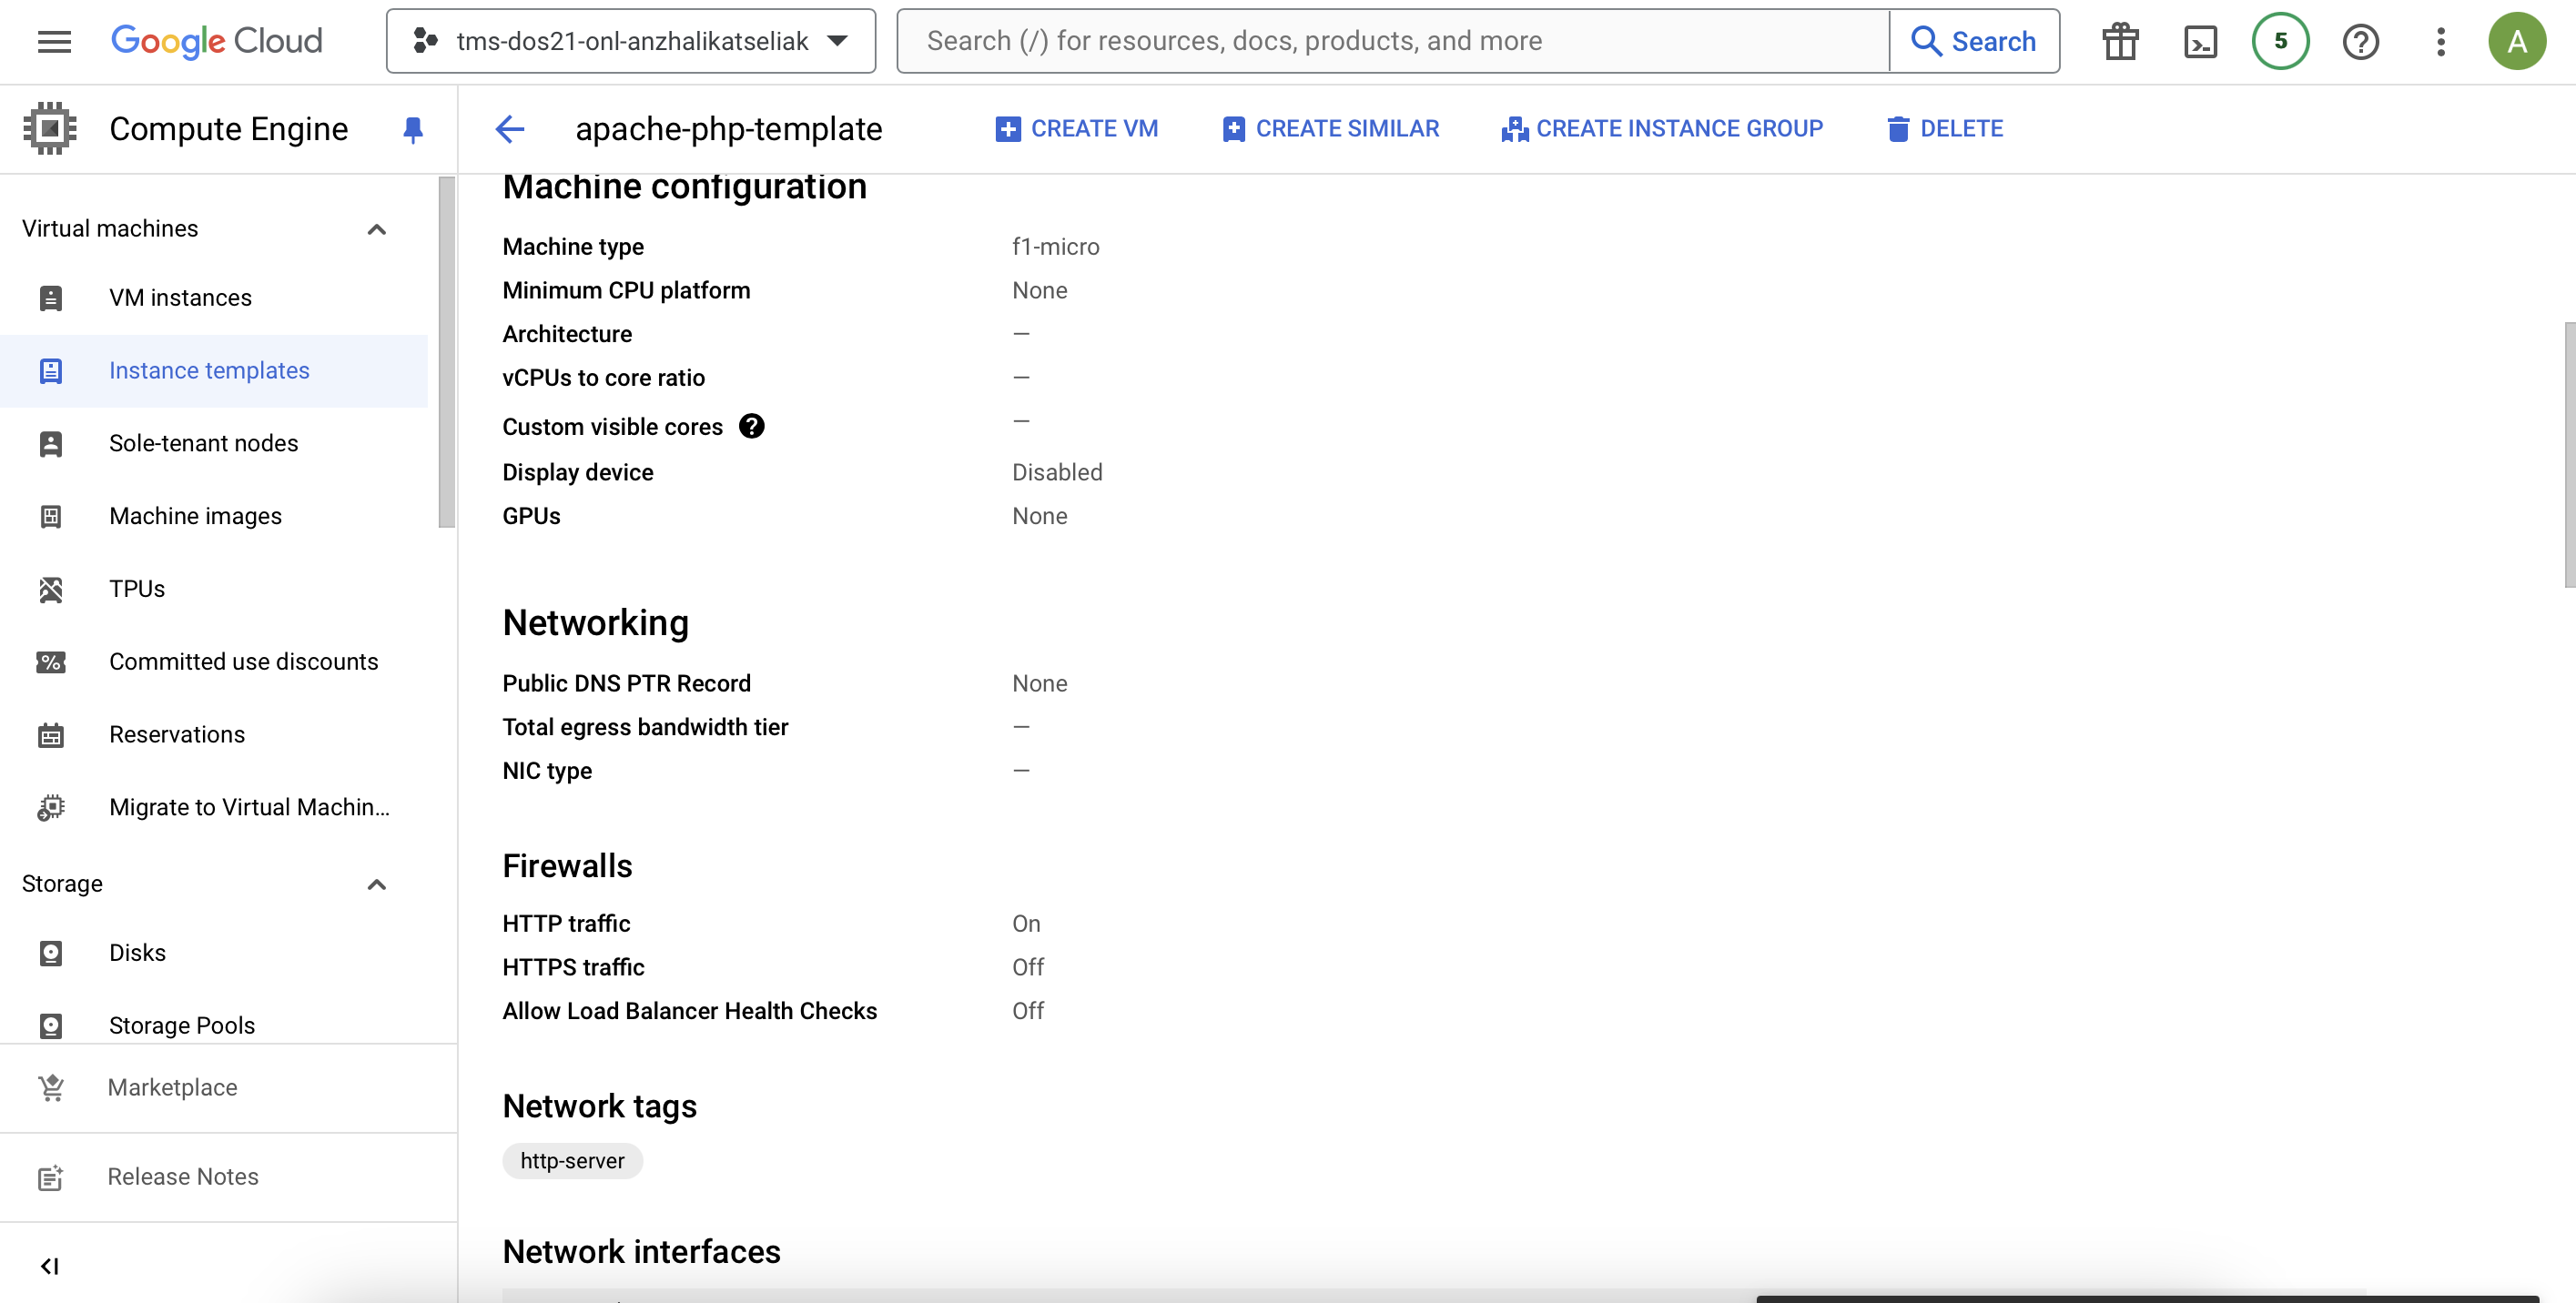 Google Cloud
tms-dos21-onl-anzhalikatseliak
Search (/) for resources, docs, products, and more
Search
5
A
Compute Engine
apache-php-template
CREATE VM
CREATE SIMILAR
CREATE INSTANCE GROUP
DELETE
Virtual machines
VM instances
Instance templates
Sole-tenant nodes
Machine images
TPUs
Committed use discounts
Reservations
Migrate to Virtual Machin...
Storage
Disks
Storage Pools
Marketplace
Release Notes
Machine configuration
Machine type f1-micro
Minimum CPU platform None
Architecture —
vCPUs to core ratio —
Custom visible cores ? —
Display device Disabled
GPUs None
Networking
Public DNS PTR Record None
Total egress bandwidth tier —
NIC type —
Firewalls
HTTP traffic On
HTTPS traffic Off
Allow Load Balancer Health Checks Off
Network tags
http-server
Network interfaces